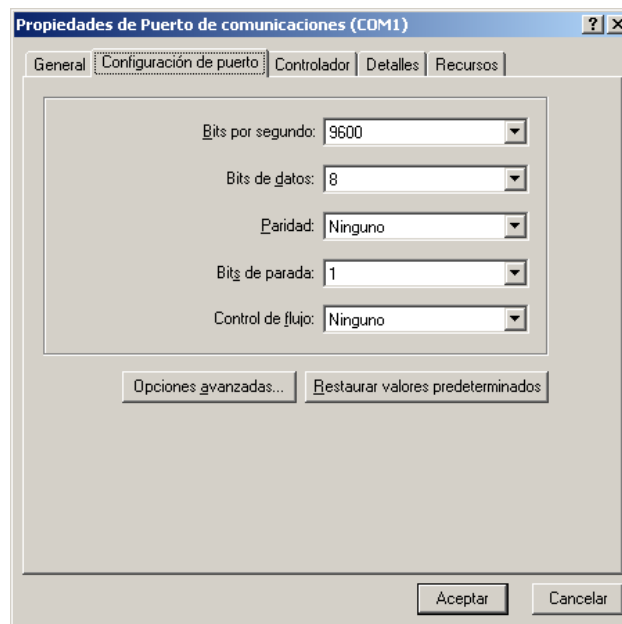 Propiedades de Puerto de comunicaciones (COM1)
General Configuración de puerto Controlador Detalles Recursos
Bits por segundo: 9600
Bits de datos: 8
Paridad: Ninguno
Bits de parada: 1
Control de flujo: Ninguno
Opciones avanzadas... Restaurar valores predeterminados
Aceptar Cancelar